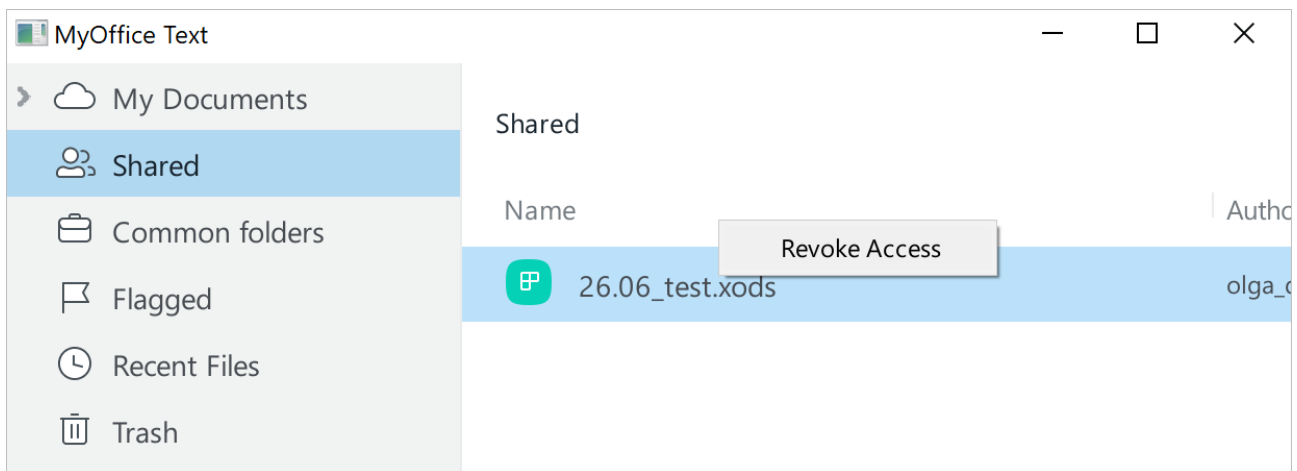 MyOffice Text
My Documents
Shared
Common folders
Flagged
Recent Files
Trash
Shared
Name
Revoke Access
26.06_test.xods